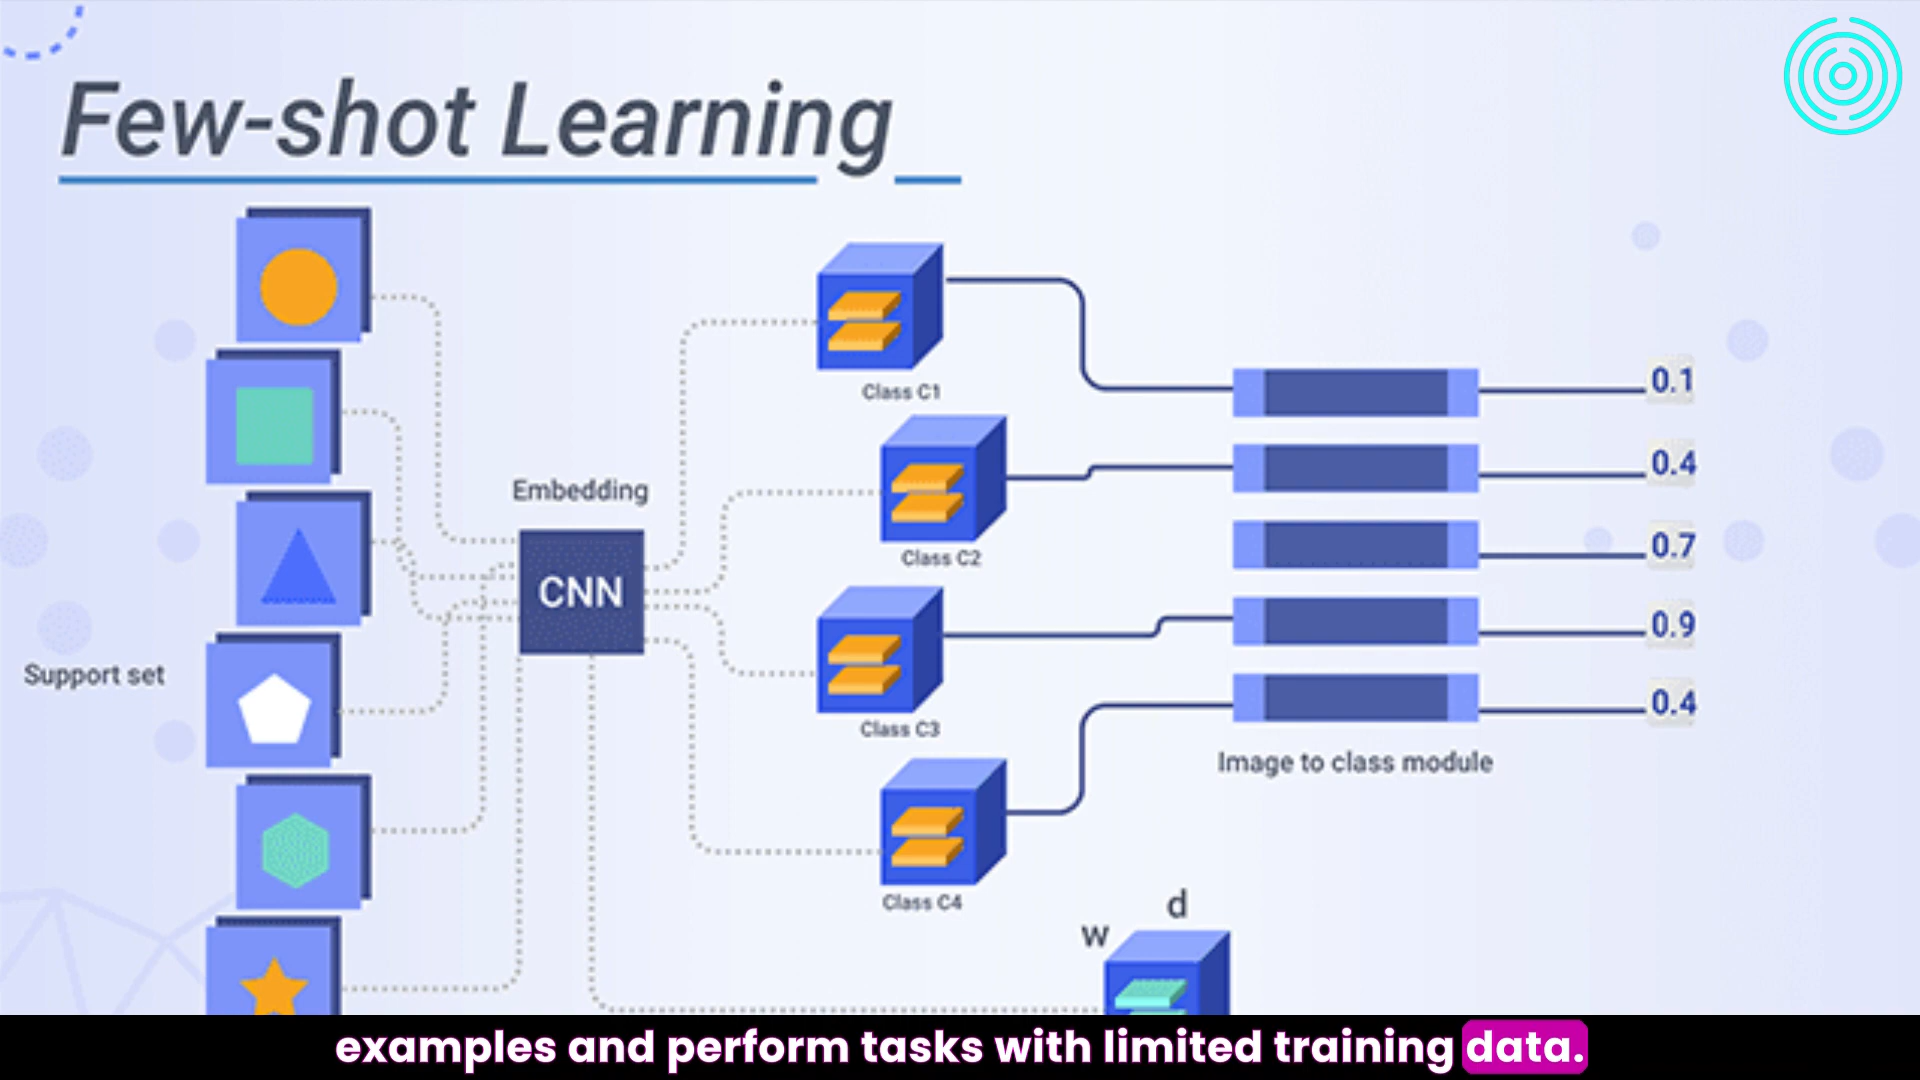 Few-shot Learning
Class C1
0.1
Class C2
0.4
Embedding
CNN
0.7
Class C3
0.9
Support set
0.4
Image to class module
Class C4
d
w
examples and perform tasks with limited training data.